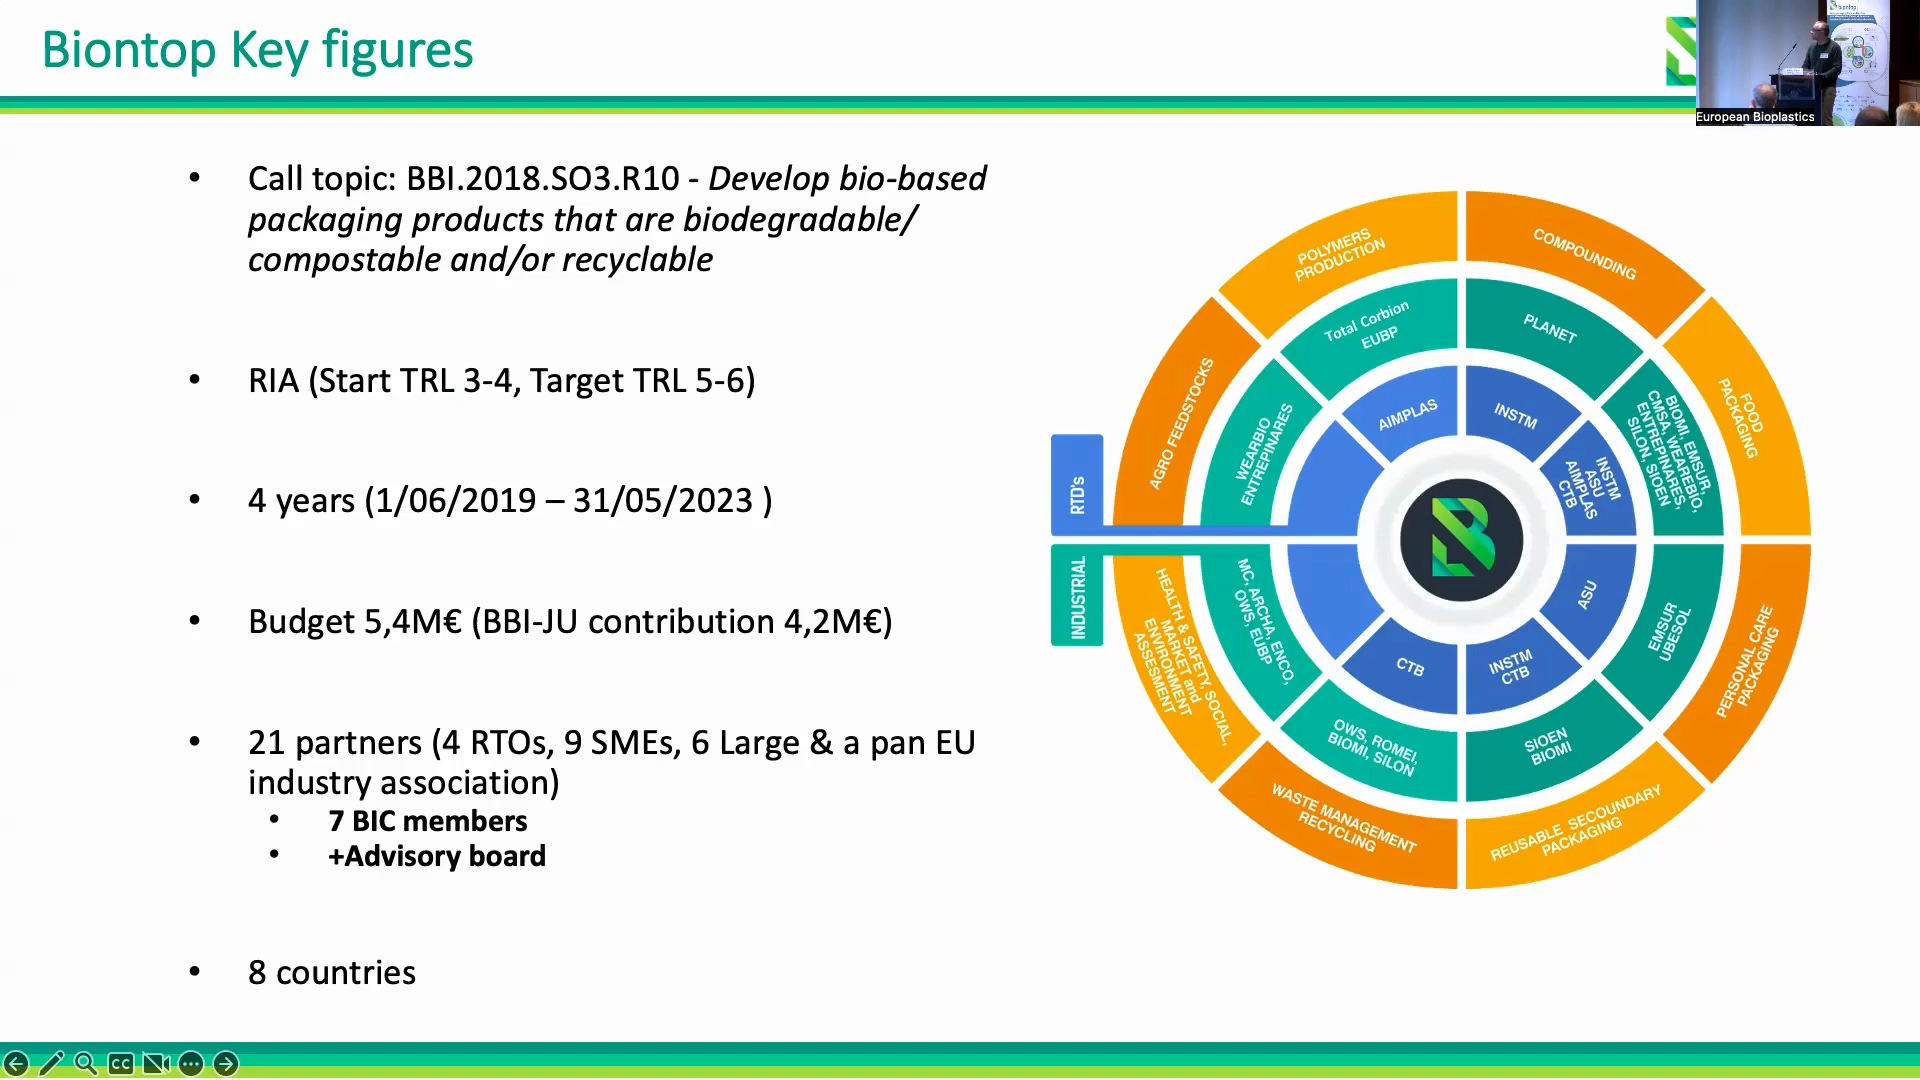 Biontop Key figures
European Bioplastics
• Call topic: BBI.2018.SO3.R10 - Develop bio-based
packaging products that are biodegradable/
compostable and/or recyclable
• RIA (Start TRL 3-4, Target TRL 5-6)
• 4 years (1/06/2019 – 31/05/2023 )
• Budget 5,4M€ (BBI-JU contribution 4,2M€)
• 21 partners (4 RTOs, 9 SMEs, 6 Large & a pan EU
industry association)
• 7 BIC members
• +Advisory board
• 8 countries
POLYMERS
PRODUCTION
COMPOUNDING
FOOD
PACKAGING
PERSONAL CARE
PACKAGING
REUSABLE SECOUNDARY
PACKAGING
WASTE MANAGEMENT
RECYCLING
HEALTH & SAFETY, SOCIAL,
MARKET and
ENVIRONMENT
ASSESMENT
AGRO FEEDSTOCKS
Total Corbion
EUBP
PLANET
BIOMI, EMSUR,
CMSA, WEAREBIO,
ENTREPINARES,
SILON, SIOEN
EMSUR
UBESOL
SIOEN
BIOMI
OWS, ROMEI,
BIOMI, SILON
MC, ARCHA, ENCO,
OWS, EUBP
WEARBIO
ENTREPINARES
AIMPLAS
INSTM
INSTM
ASU
AIMPLAS
CTB
ASU
INSTM
CTB
CTB
RTD's
INDUSTRIAL
CC